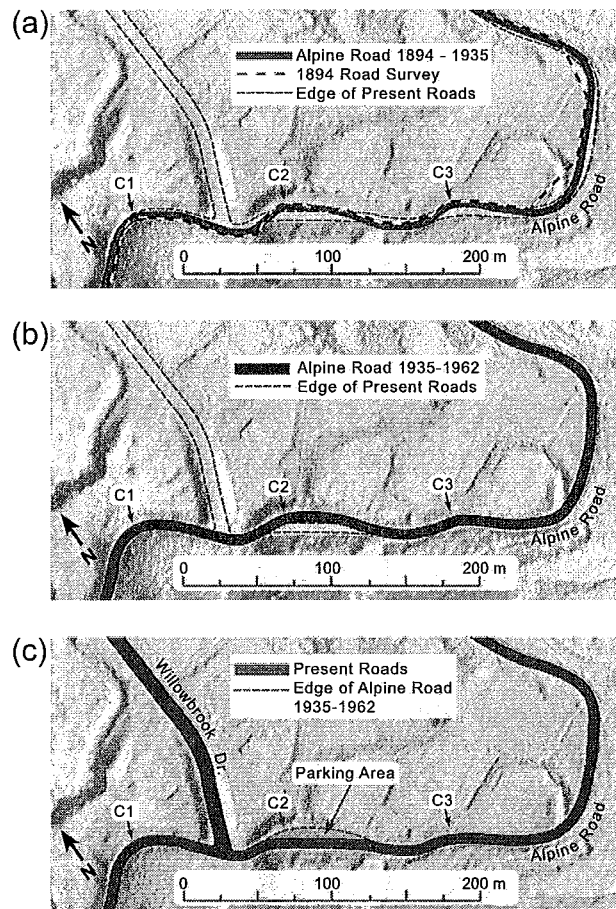 (a)
Alpine Road 1894 - 1935
1894 Road Survey
Edge of Present Roads
C1
C2
C3
Alpine Road
N
0 100 200 m
(b)
Alpine Road 1935-1962
Edge of Present Roads
C1
C2
C3
Alpine Road
N
0 100 200 m
(c)
Present Roads
Edge of Alpine Road
1935-1962
Willowbrook Dr.
Parking Area
C1
C2
C3
Alpine Road
N
0 100 200 m